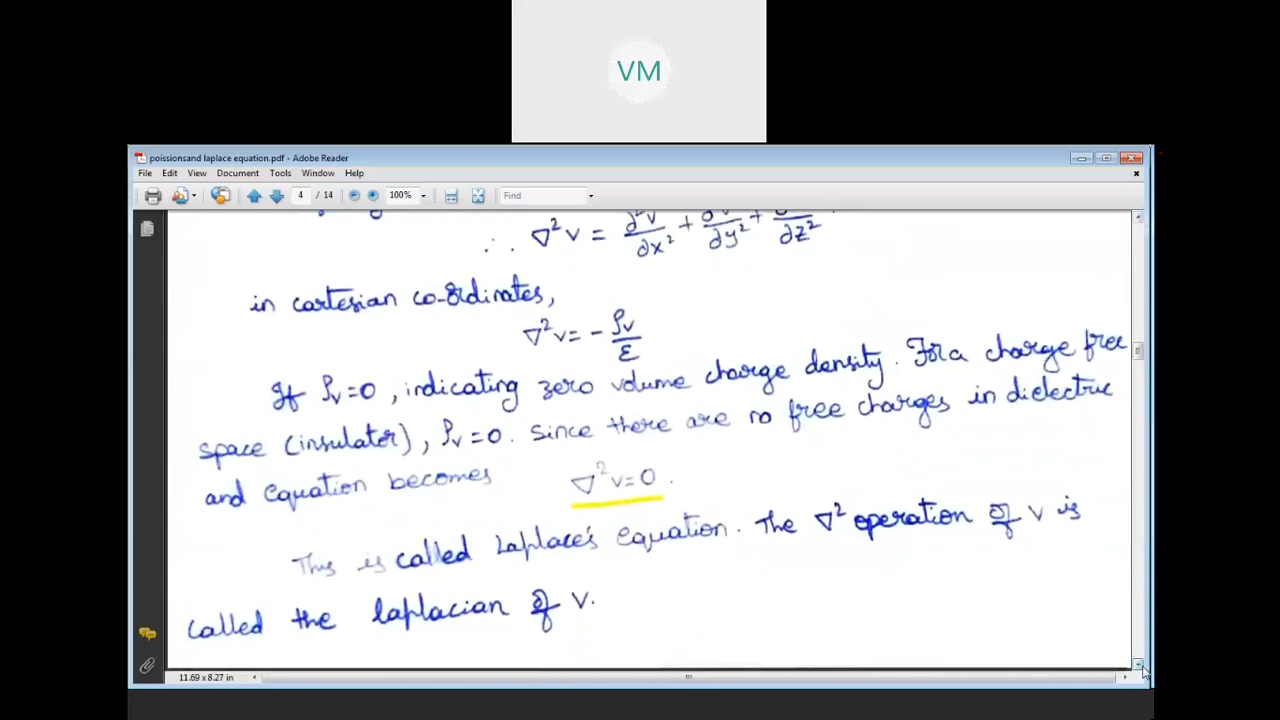 VM
poissionsand laplace equation.pdf - Adobe Reader
File Edit View Document Tools Window Help
4 / 14 100% Find
∴ ∇²V = ∂²V/∂x² + ∂²V/∂y² + ∂²V/∂z²
in cartesian co-ordinates,
∇²V = - ρv/ε
If ρv=0, indicating zero volume charge density. For a charge free
space (insulator), ρv=0. Since there are no free charges in dielectric
and equation becomes ∇²V=0.
This is called Laplace's equation. The ∇² operation of V is
called the laplacian of V.
11.69 x 8.27 in